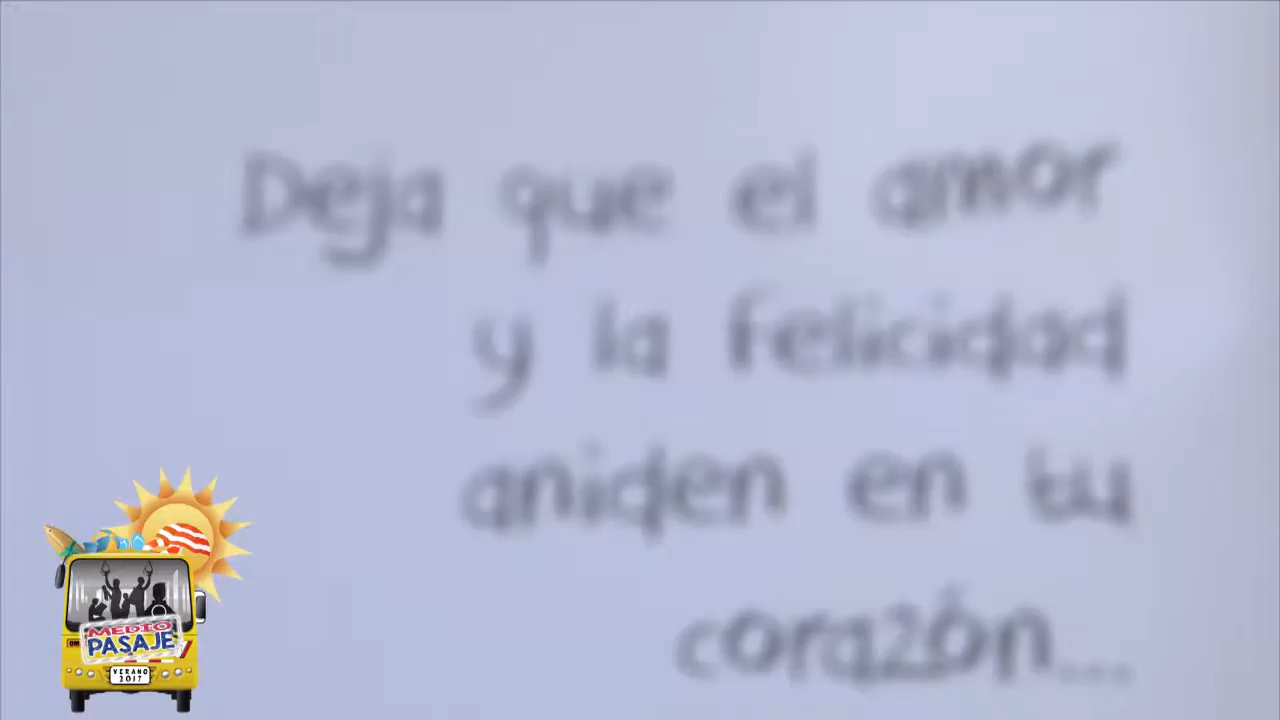 Deja que el amor
y la felicidad
aniden en tu
corazón...
MEDIO
PASAJE
VERANO
2017